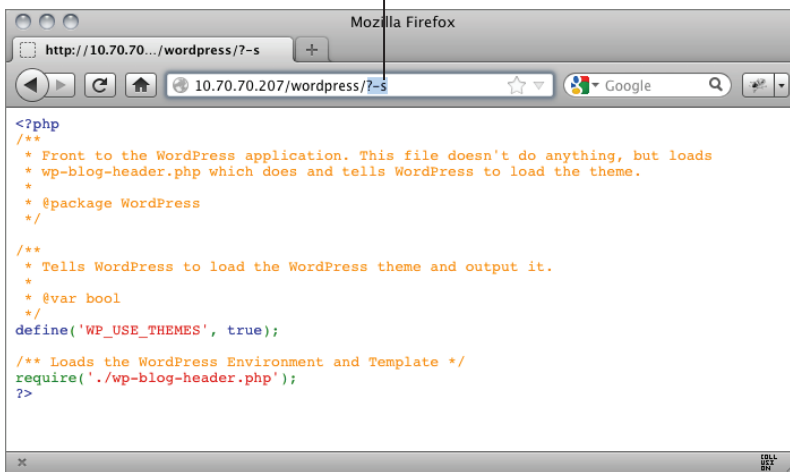 Mozilla Firefox
http://10.70.70.../wordpress/?-s
10.70.70.207/wordpress/?-s
Google
<?php
/**
 * Front to the WordPress application. This file doesn't do anything, but loads
 * wp-blog-header.php which does and tells WordPress to load the theme.
 *
 * @package WordPress
 */
/**
 * Tells WordPress to load the WordPress theme and output it.
 *
 * @var bool
 */
define('WP_USE_THEMES', true);
/** Loads the WordPress Environment and Template */
require('./wp-blog-header.php');
?>
COLL
USI
ON